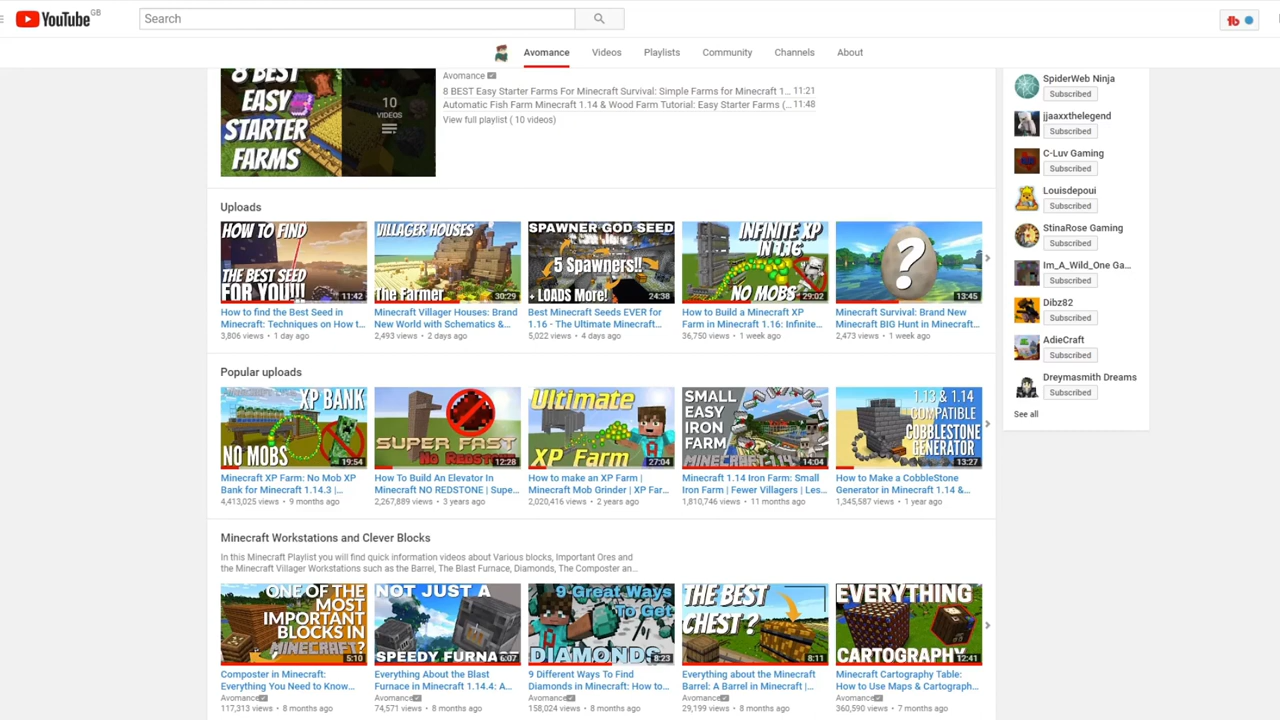 YouTube GB
Search
Avomance
Videos
Playlists
Community
Channels
About
8 BEST
EASY
STARTER
FARMS
10
VIDEOS
Avomance
8 BEST Easy Starter Farms For Minecraft Survival: Simple Farms for Minecraft 1... 11:21
Automatic Fish Farm Minecraft 1.14 & Wood Farm Tutorial: Easy Starter Farms (... 11:48
View full playlist ( 10 videos)
Uploads
HOW TO FIND
THE BEST SEED
FOR YOU!!!
11:42
How to find the Best Seed in
Minecraft: Techniques on How t...
3,806 views • 1 day ago
VILLAGER HOUSES
The Farmer
30:29
Minecraft Villager Houses: Brand
New World with Schematics &...
2,493 views • 2 days ago
SPAWNER GOD SEED
5 Spawners!!
+ LOADS More!
24:38
Best Minecraft Seeds EVER for
1.16 - The Ultimate Minecraft...
5,022 views • 4 days ago
INFINITE XP
IN 1.16
NO MOBS
29:02
How to Build a Minecraft XP
Farm in Minecraft 1.16: Infinite...
36,750 views • 1 week ago
?
13:45
Minecraft Survival: Brand New
Minecraft BIG Hunt in Minecraft...
2,473 views • 1 week ago
Popular uploads
XP BANK
NO MOBS
19:54
Minecraft XP Farm: No Mob XP
Bank for Minecraft 1.14.3 |...
4,413,025 views • 9 months ago
SUPER FAST
No REDSTONE
12:28
How To Build An Elevator In
Minecraft NO REDSTONE | Supe...
2,267,889 views • 3 years ago
Ultimate
XP Farm
27:04
How to make an XP Farm |
Minecraft Mob Grinder | XP Far...
2,020,416 views • 2 years ago
SMALL
EASY
IRON
FARM
MINECRAFT 1.14
14:04
Minecraft 1.14 Iron Farm: Small
Iron Farm | Fewer Villagers | Les...
1,810,746 views • 11 months ago
1.13 & 1.14
COMPATIBLE
COBBLESTONE
GENERATOR
13:27
How to Make a CobbleStone
Generator in Minecraft 1.14 &...
1,345,587 views • 1 year ago
Minecraft Workstations and Clever Blocks
In this Minecraft Playlist you will find quick information videos about Various blocks, Important Ores and
the Minecraft Villager Workstations such as the Barrel, The Blast Furnace, Diamonds, The Composter an...
ONE OF THE
MOST
IMPORTANT
BLOCKS IN
MINECRAFT?
5:10
Composter in Minecraft:
Everything You Need to Know...
Avomance
117,313 views • 8 months ago
NOT JUST A
SPEEDY FURNACE
6:07
Everything About the Blast
Furnace in Minecraft 1.14.4: A...
Avomance
74,571 views • 8 months ago
9 Great Ways
To Get
DIAMONDS
8:23
9 Different Ways To Find
Diamonds in Minecraft: How to...
Avomance
158,024 views • 8 months ago
THE BEST
CHEST?
8:11
Everything about the Minecraft
Barrel: A Barrel in Minecraft |...
Avomance
29,199 views • 8 months ago
EVERYTHING
CARTOGRAPHY
12:41
Minecraft Cartography Table:
How to Use Maps & Cartograph...
Avomance
360,590 views • 7 months ago
SpiderWeb Ninja
Subscribed
jjaaxxthelegend
Subscribed
C-Luv Gaming
Subscribed
Louisdepoui
Subscribed
StinaRose Gaming
Subscribed
Im_A_Wild_One Ga...
Subscribed
Dibz82
Subscribed
AdieCraft
Subscribed
Dreymasmith Dreams
Subscribed
See all